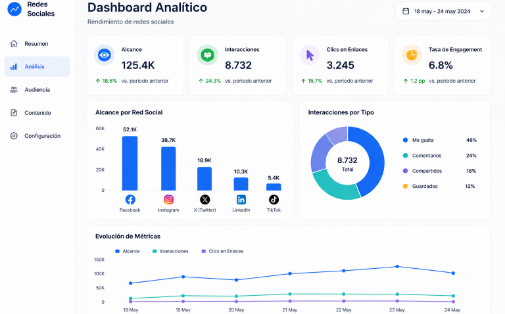 Redes
Sociales
Resumen
Análisis
Audiencia
Contenido
Configuración
Dashboard Analítico
Rendimiento de redes sociales
18 may - 24 may 2024
Alcance
125.4K
↑ 18.6% vs. período anterior
Interacciones
8.732
↑ 24.3% vs. período anterior
Clics en Enlaces
3.245
↑ 15.7% vs. período anterior
Tasa de Engagement
6.8%
↑ 1.2 pp vs. período anterior
Alcance por Red Social
60K
40K
20K
0
52.1K
38.7K
18.9K
10.3K
5.4K
Facebook
Instagram
X (Twitter)
LinkedIn
TikTok
Interacciones por Tipo
8.732
Total
Me gusta 46%
Comentarios 24%
Compartidos 18%
Guardados 12%
Evolución de Métricas
Alcance Interacciones Clics en Enlaces
150K
100K
50K
0
18 May 19 May 20 May 21 May 22 May 23 May 24 May